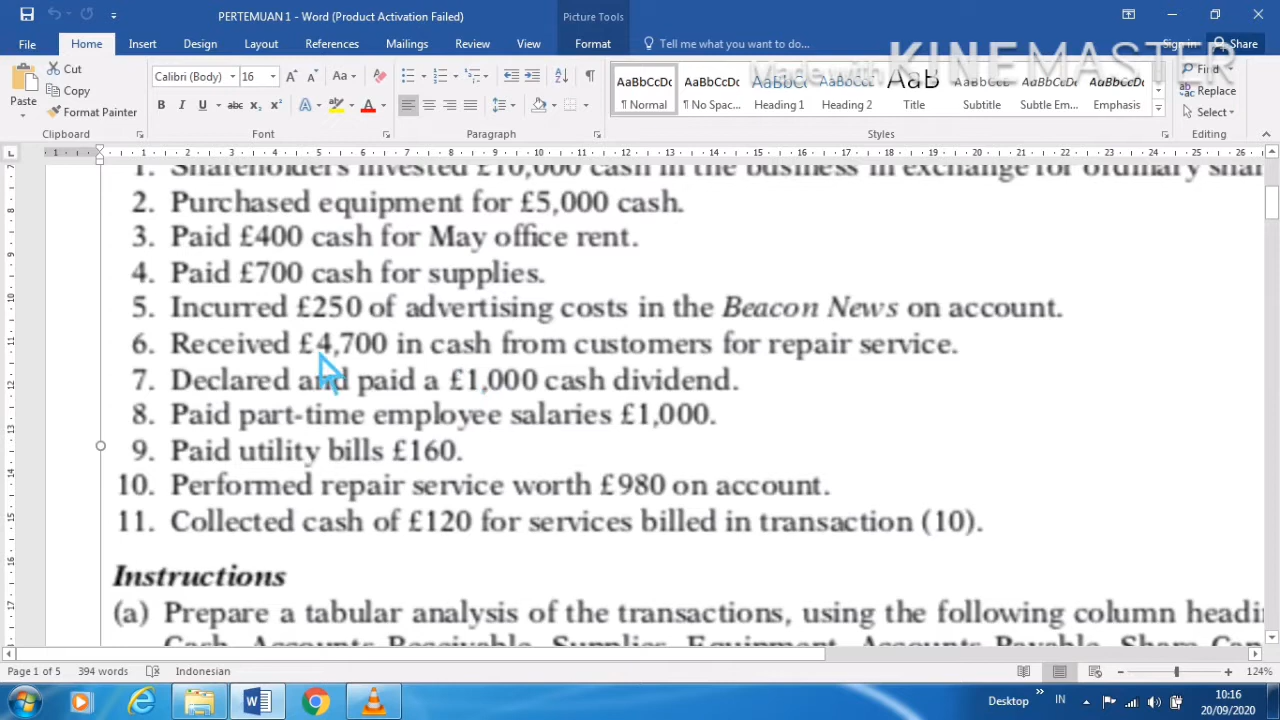 PERTEMUAN 1 - Word (Product Activation Failed)
Picture Tools
File Home Insert Design Layout References Mailings Review View Format Tell me what you want to do... Sign in Share
Made with KINEMASTER
Paste
Cut
Copy
Format Painter
Calibri (Body) 16
AaBbCcDc AaBbCcDc AaBbC AaBbCcD AaB AaBbCcD AaBbCcDc AaBbCcDc
¶ Normal ¶ No Spac... Heading 1 Heading 2 Title Subtitle Subtle Em... Emphasis
Find
Replace
Select
Clipboard Font Paragraph Styles Editing
1. Shareholders invested £10,000 cash in the business in exchange for ordinary
2. Purchased equipment for £5,000 cash.
3. Paid £400 cash for May office rent.
4. Paid £700 cash for supplies.
5. Incurred £250 of advertising costs in the Beacon News on account.
6. Received £4,700 in cash from customers for repair service.
7. Declared and paid a £1,000 cash dividend.
8. Paid part-time employee salaries £1,000.
9. Paid utility bills £160.
10. Performed repair service worth £980 on account.
11. Collected cash of £120 for services billed in transaction (10).
Instructions
(a) Prepare a tabular analysis of the transactions, using the following column headi
Cash, Accounts Receivable, Supplies, Equipment, Accounts Payable, Share Cap
Page 1 of 5 394 words Indonesian 124%
Desktop IN 10:16
20/09/2020